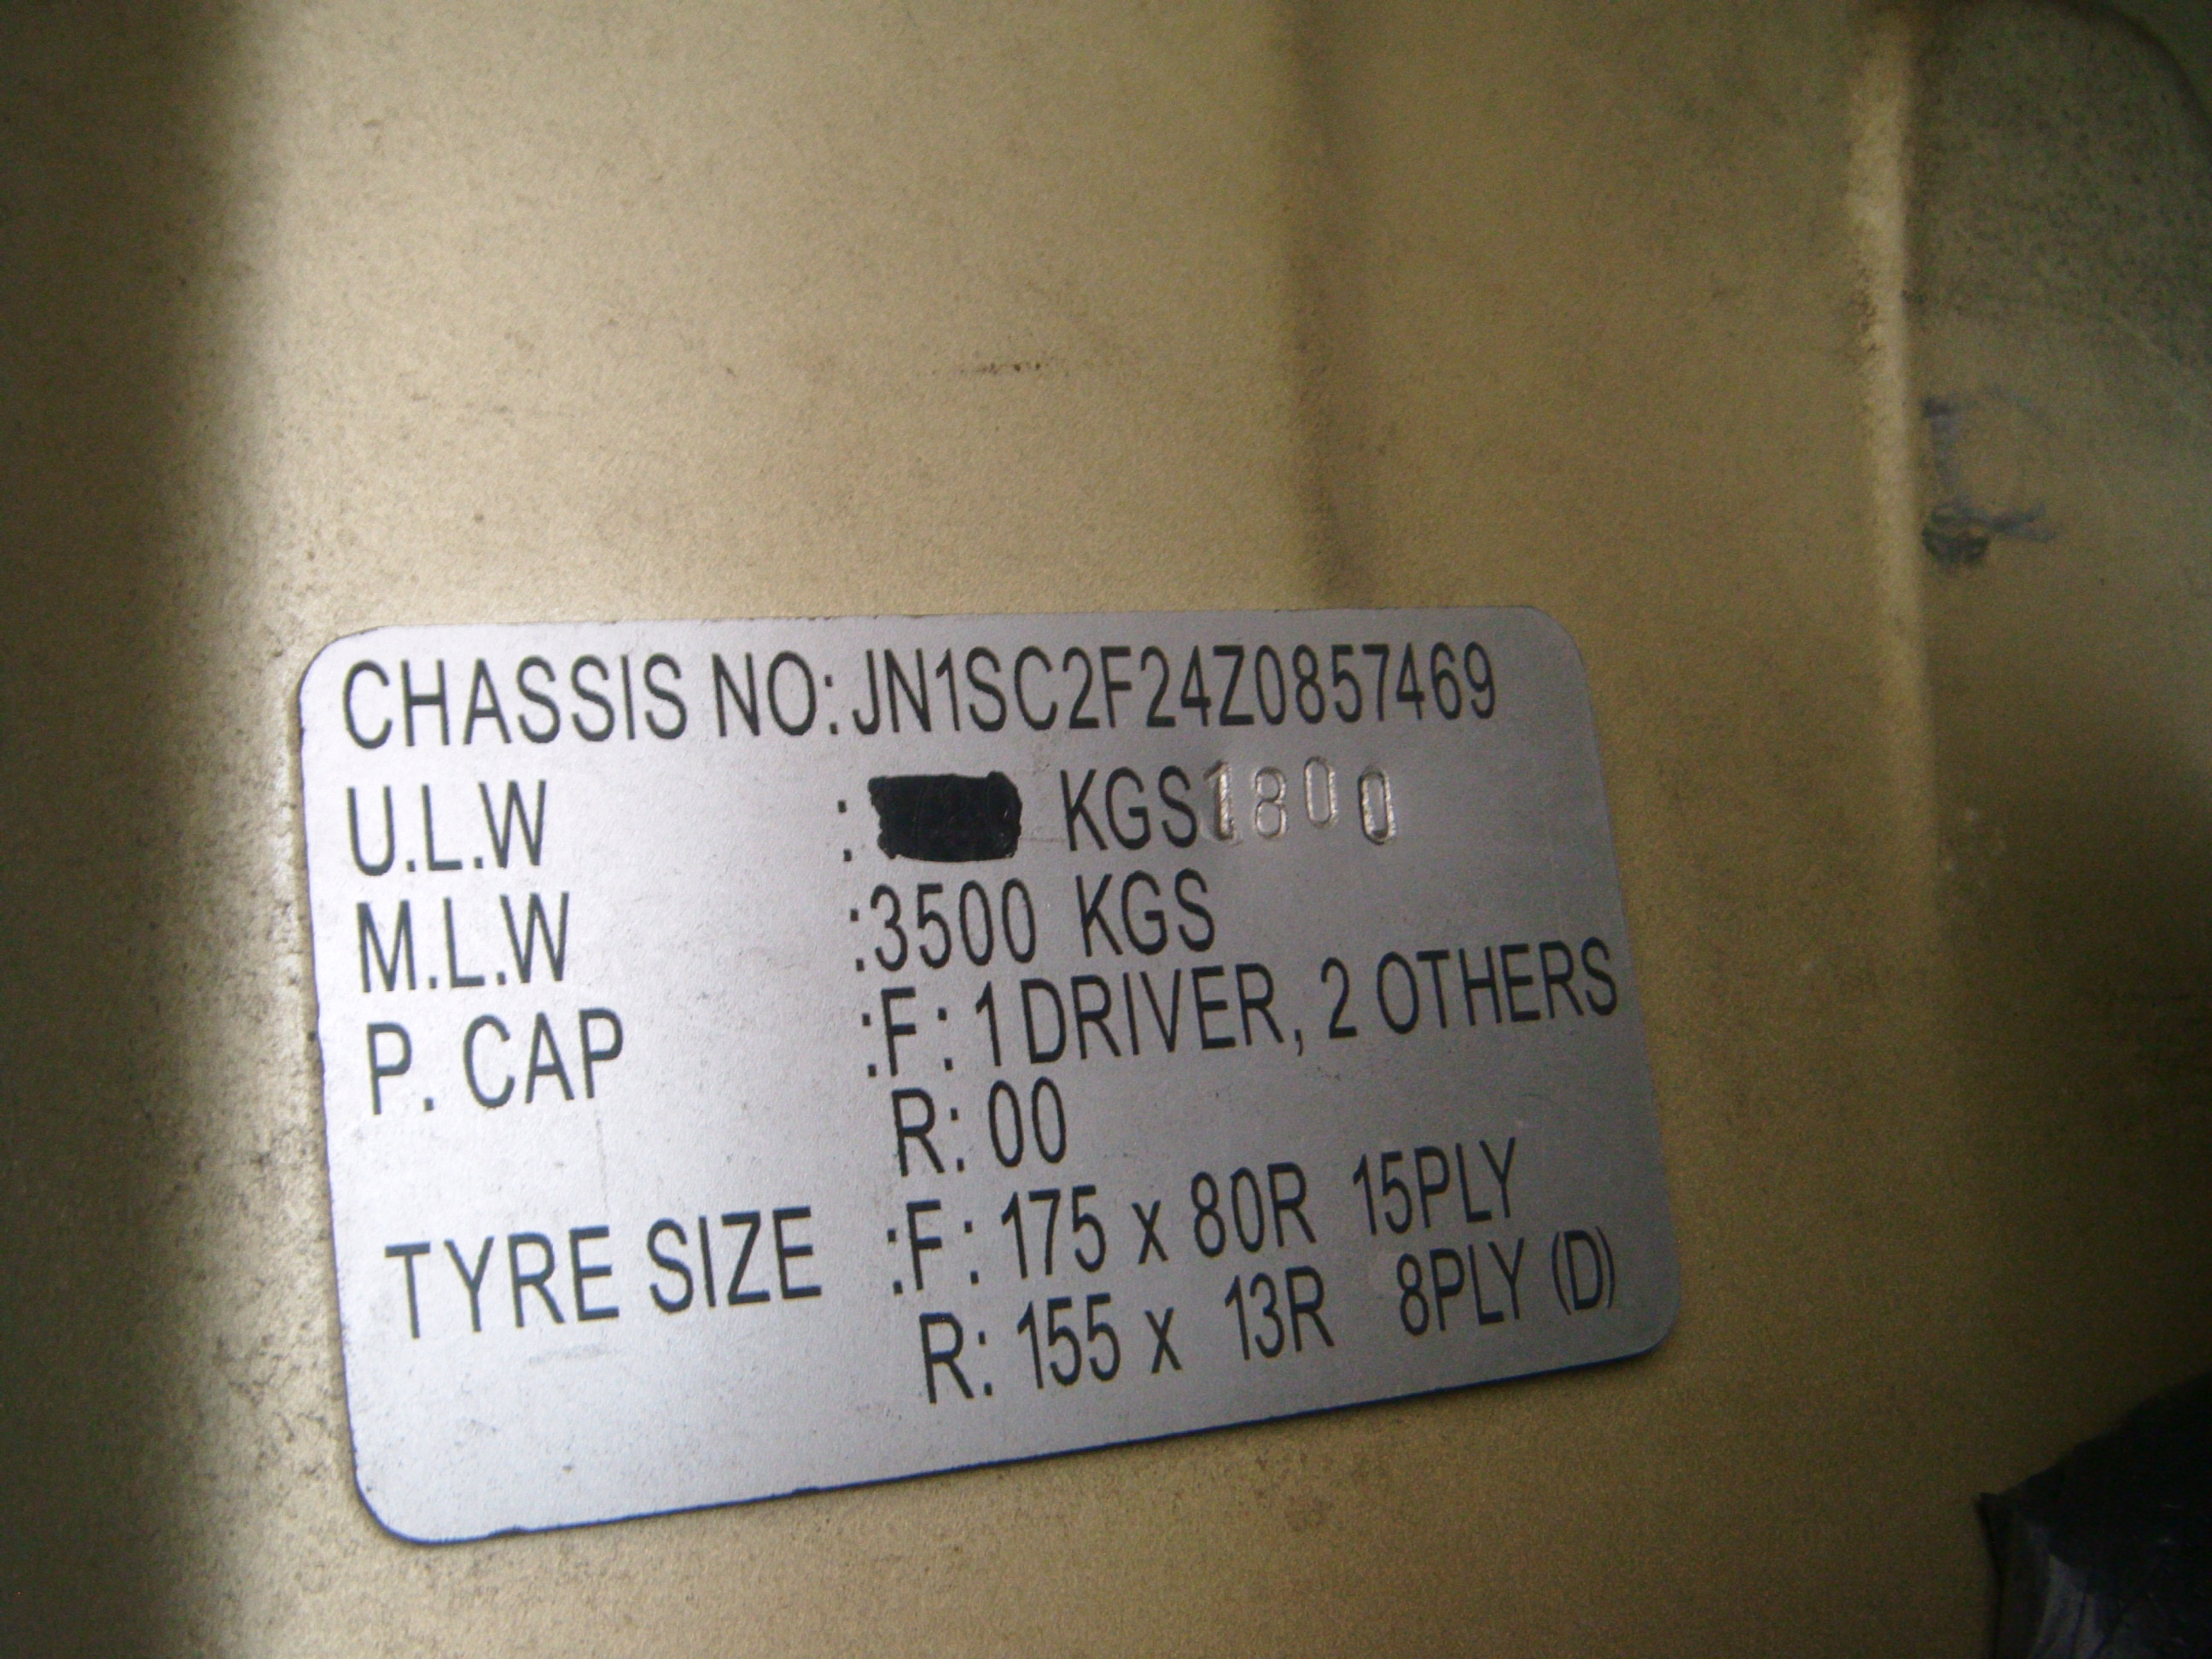 CHASSIS NO: JN1SC2F24Z0857469
U.L.W : KGS 1800
M.L.W :3500 KGS
P. CAP :F: 1 DRIVER, 2 OTHERS
R: 00
TYRE SIZE :F: 175 x 80R 15PLY
R: 155 x 13R 8PLY (D)